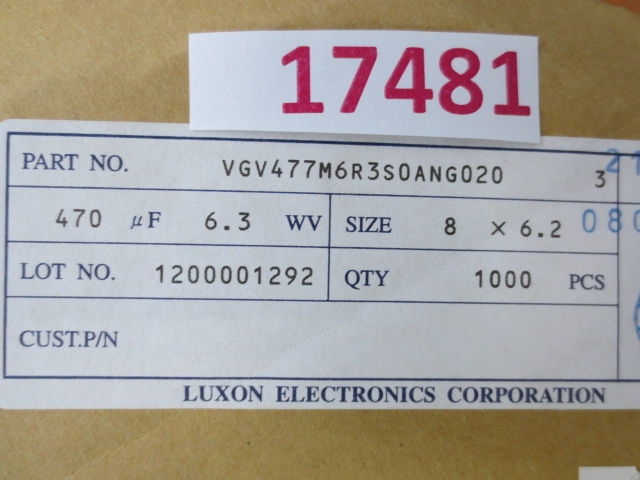 17481
PART NO. VGV477M6R3S0ANG020 3
470 µF 6.3 WV SIZE 8 × 6.2
LOT NO. 1200001292 QTY 1000 PCS
CUST.P/N
LUXON ELECTRONICS CORPORATION